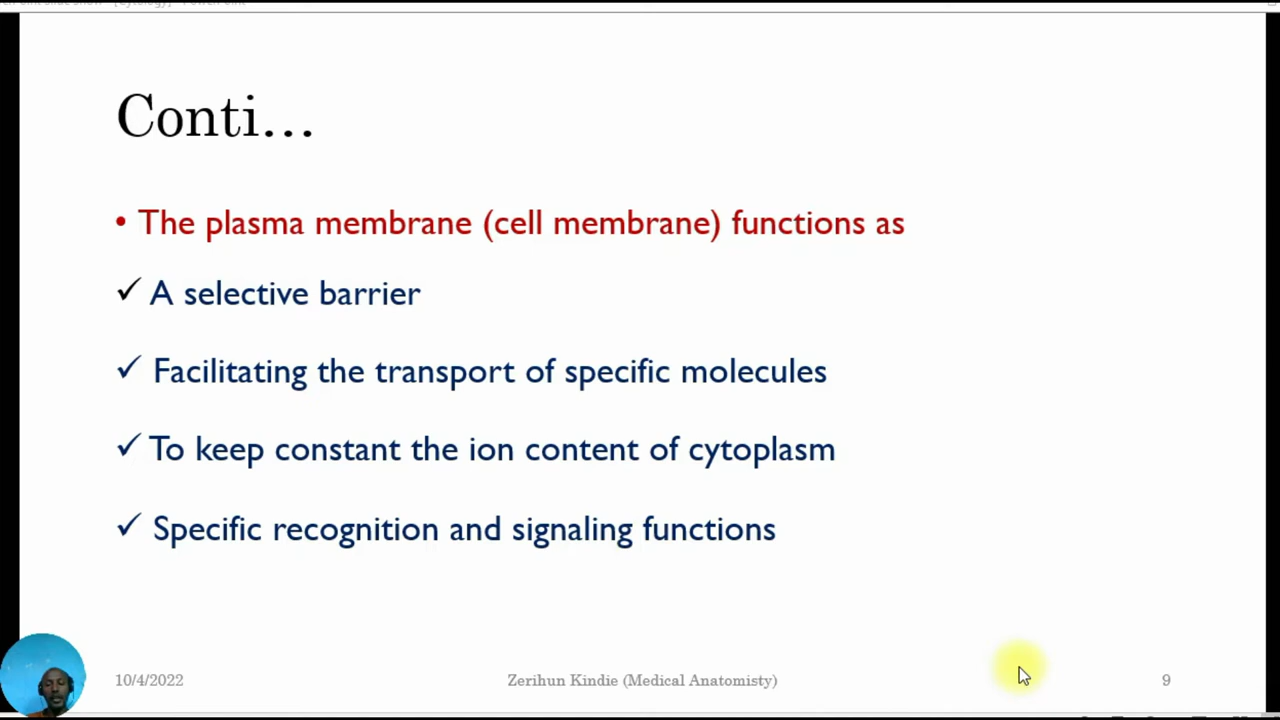 Conti...
• The plasma membrane (cell membrane) functions as
✓ A selective barrier
✓ Facilitating the transport of specific molecules
✓ To keep constant the ion content of cytoplasm
✓ Specific recognition and signaling functions
10/4/2022
Zerihun Kindie (Medical Anatomisty)
9